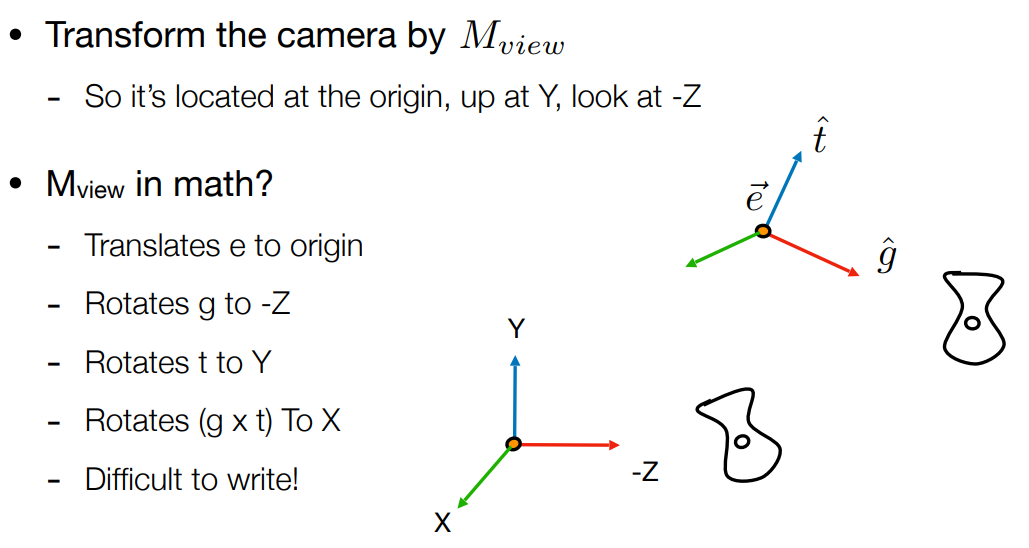 • Transform the camera by $M_{view}$
- So it's located at the origin, up at Y, look at -Z
• M_{view} in math?
- Translates e to origin
- Rotates g to -Z
- Rotates t to Y
- Rotates (g x t) To X
- Difficult to write!
$\hat{t}$
$\vec{e}$
$\hat{g}$
Y
-Z
X